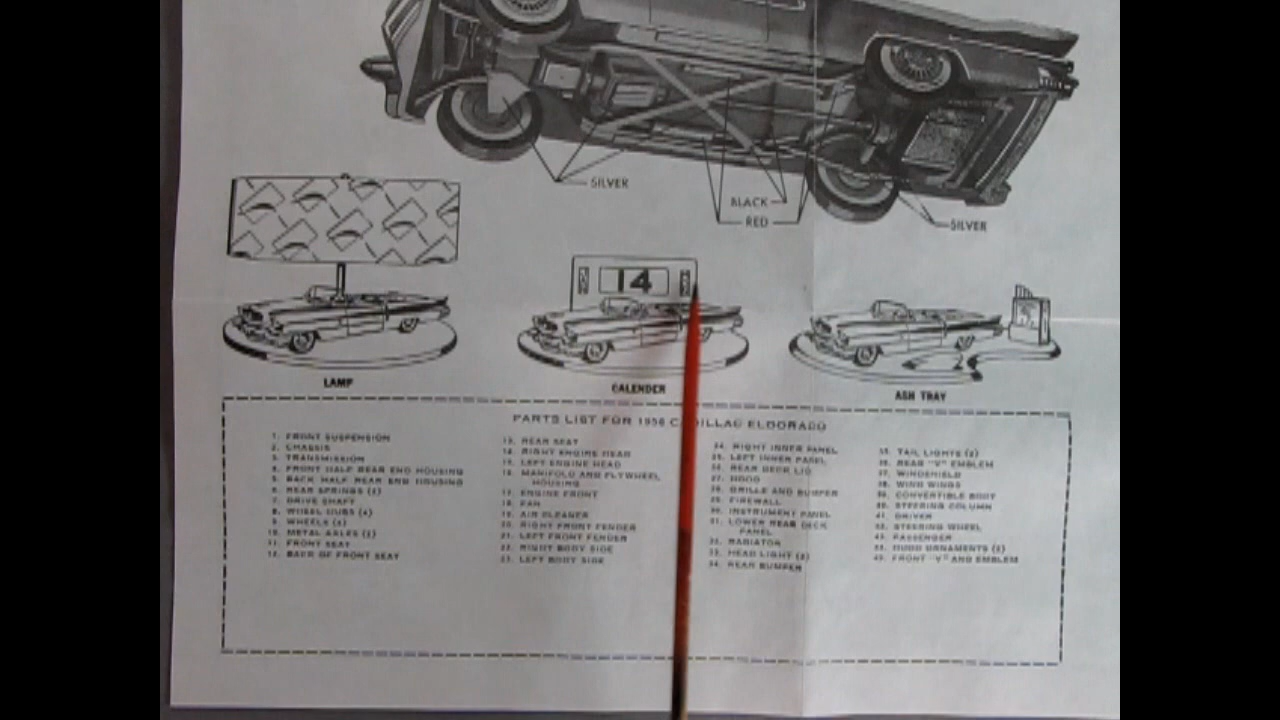 SILVER
BLACK
RED
SILVER
14
LAMP
CALENDER
ASH TRAY
PARTS LIST FOR 1956 CADILLAC ELDORADO
1. FRONT SUSPENSION
2. CHASSIS
3. TRANSMISSION
4. FRONT HALF REAR END HOUSING
5. BACK HALF REAR END HOUSING
6. REAR SPRINGS (2)
7. DRIVE SHAFT
8. WHEEL HUBS (4)
9. WHEELS (4)
10. METAL AXLES (2)
11. FRONT SEAT
12. BACK OF FRONT SEAT
13. REAR SEAT
14. RIGHT ENGINE HEAD
15. LEFT ENGINE HEAD
16. MANIFOLD AND FLYWHEEL
HOUSING
17. ENGINE FRONT
18. FAN
19. AIR CLEANER
20. RIGHT FRONT FENDER
21. LEFT FRONT FENDER
22. RIGHT BODY SIDE
23. LEFT BODY SIDE
24. RIGHT INNER PANEL
25. LEFT INNER PANEL
26. REAR DECK LID
27. HOOD
28. GRILLE AND BUMPER
29. FIREWALL
30. INSTRUMENT PANEL
31. LOWER REAR DECK
PANEL
32. RADIATOR
33. HEAD LIGHT (2)
34. REAR BUMPER
35. TAIL LIGHTS (2)
36. REAR "V" EMBLEM
37. WINDSHIELD
38. WIND WINGS
39. CONVERTIBLE BODY
40. STEERING COLUMN
41. DRIVER
42. STEERING WHEEL
43. PASSENGER
44. HOOD ORNAMENTS (2)
45. FRONT "V" AND EMBLEM